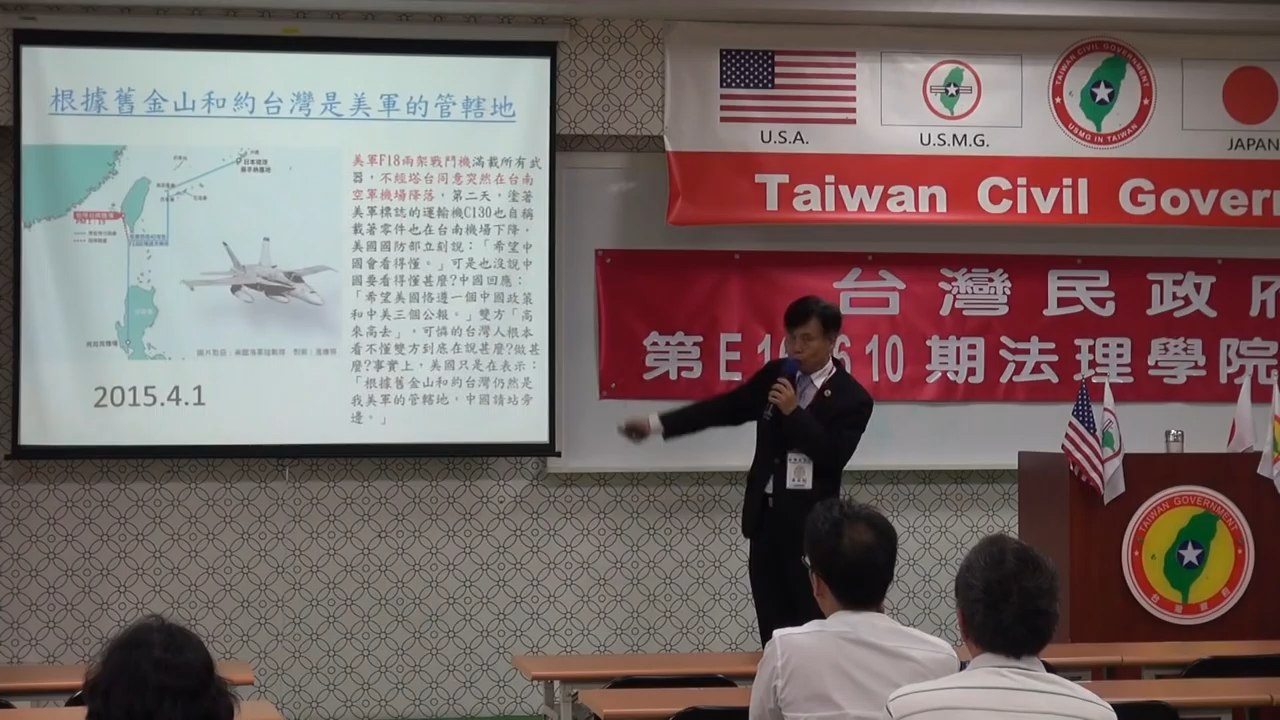 根據舊金山和約台灣是美軍的管轄地
美軍F18兩架戰鬥機滿載所有武
器，不經塔台同意突然在台南
空軍機場降落，第二天，塗著
美軍標誌的運輸機C130也自稱
載著零件也在台南機場下降，
美國國防部立刻說：「希望中
國會看得懂。」可是也沒說中
國要看得懂甚麼?中國回應：
「希望美國恪遵一個中國政策
和中美三個公報。」雙方「高
來高去」，可憐的台灣人根本
看不懂雙方到底在說甚麼?做甚
麼?事實上，美國只是在表示：
「根據舊金山和約台灣仍然是
我美軍的管轄地，中國請站旁
邊。」
2015.4.1
U.S.A.
U.S.M.G.
TAIWAN CIVIL GOVERNMENT
USMG IN TAIWAN
JAPAN
Taiwan Civil Govern
台灣民政府
第E10 10期法理學院
TAIWAN GOVERNMENT